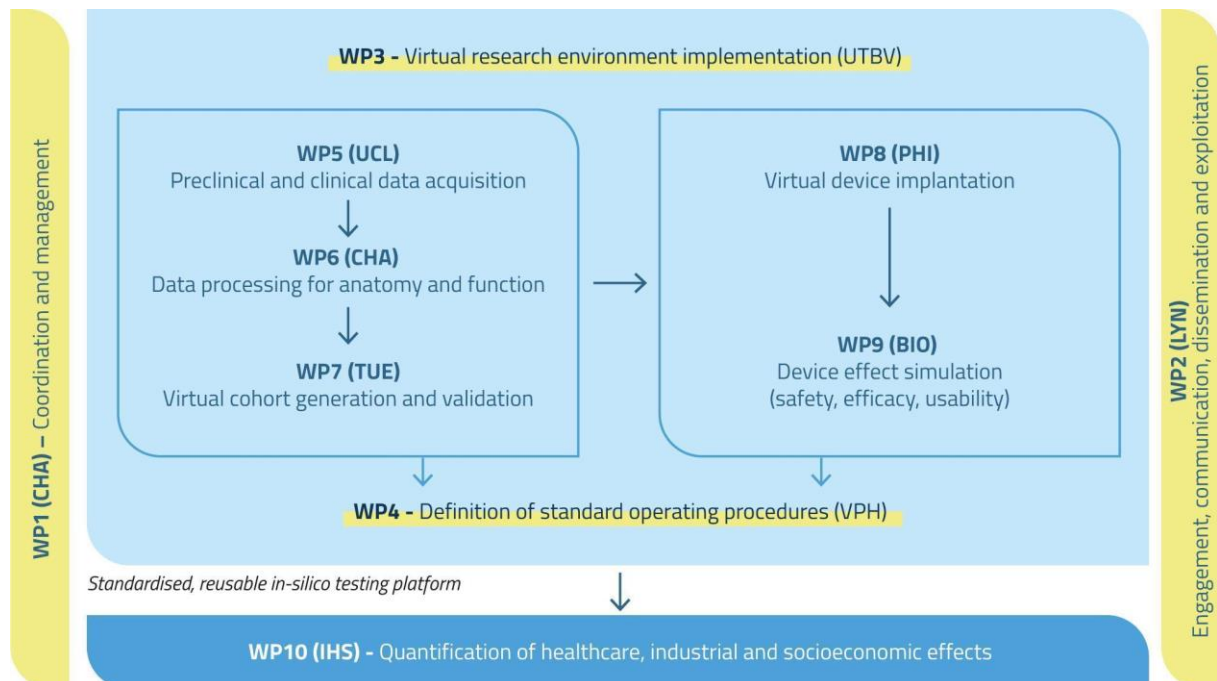 WP1 (CHA) – Coordination and management
WP3 - Virtual research environment implementation (UTBV)
WP5 (UCL)
Preclinical and clinical data acquisition
WP6 (CHA)
Data processing for anatomy and function
WP7 (TUE)
Virtual cohort generation and validation
WP8 (PHI)
Virtual device implantation
WP9 (BIO)
Device effect simulation
(safety, efficacy, usability)
WP4 - Definition of standard operating procedures (VPH)
Standardised, reusable in-silico testing platform
WP10 (IHS) - Quantification of healthcare, industrial and socioeconomic effects
WP2 (LYN)
Engagement, communication, dissemination and exploitation